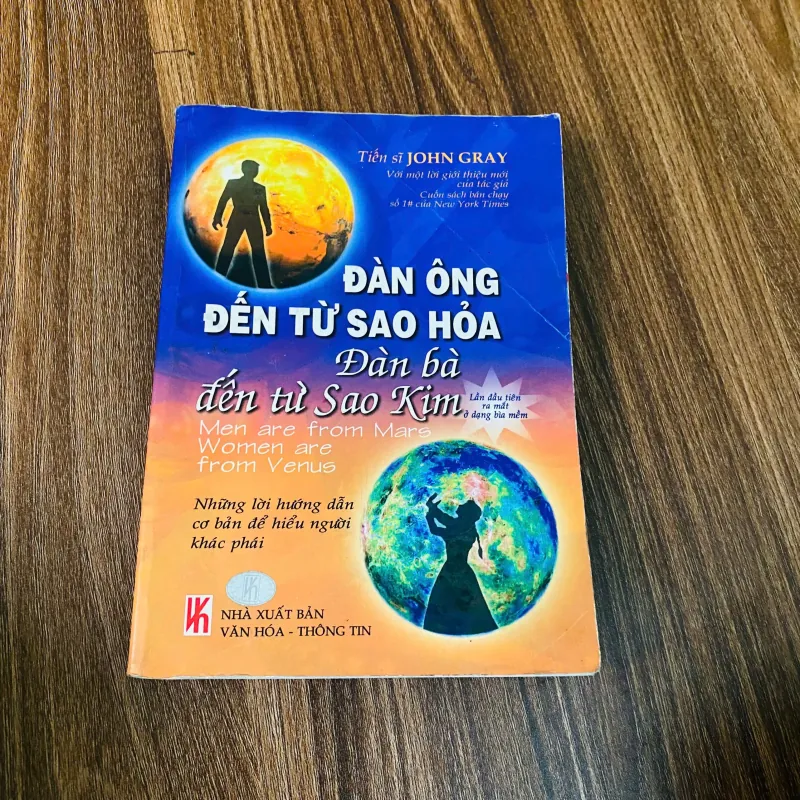 Tiến sĩ JOHN GRAY
Với một lời giới thiệu mới
của tác giả
Cuốn sách bán chạy
số 1# của New York Times
ĐÀN ÔNG
ĐẾN TỪ SAO HỎA
Đàn bà
đến từ Sao Kim
Lần đầu tiên
ra mắt
ở dạng bìa mềm
Men are from Mars
Women are
from Venus
Những lời hướng dẫn
cơ bản để hiểu người
khác phái
NHÀ XUẤT BẢN
VĂN HÓA - THÔNG TIN